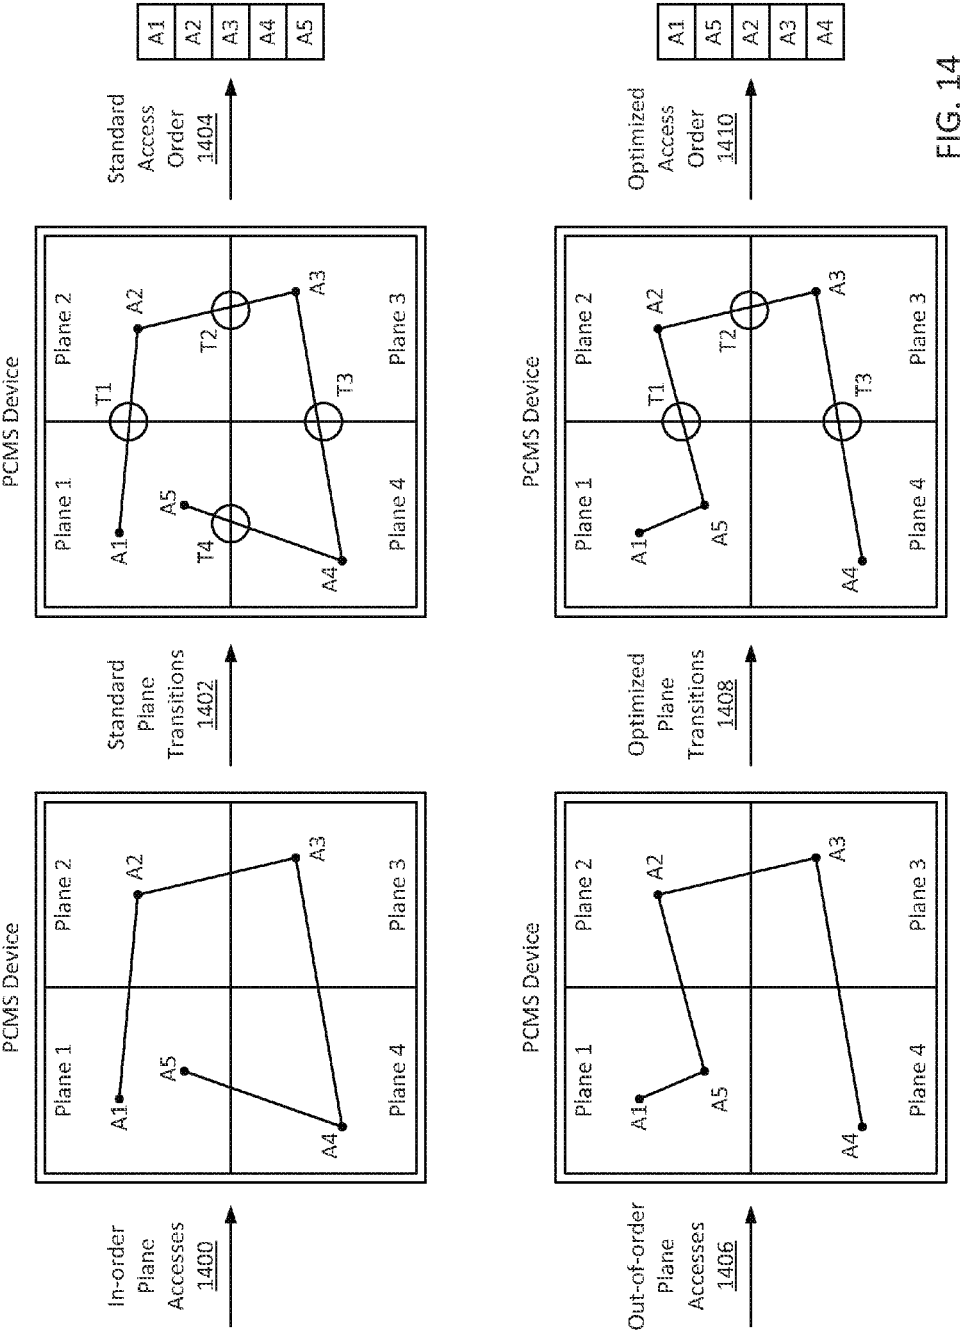 In-order
Plane
Accesses
1400
PCMS Device
Plane 1
Plane 2
A1
A2
A5
A3
A4
Plane 4
Plane 3
Standard
Plane
Transitions
1402
PCMS Device
Plane 1
Plane 2
T1
A1
A2
A5
T4
T2
A3
T3
A4
Plane 4
Plane 3
Standard
Access
Order
1404
A1
A2
A3
A4
A5
Out-of-order
Plane
Accesses
1406
PCMS Device
Plane 1
Plane 2
A1
A2
A5
A3
A4
Plane 4
Plane 3
Optimized
Plane
Transitions
1408
PCMS Device
Plane 1
Plane 2
T1
A1
A2
A5
T2
A3
T3
A4
Plane 4
Plane 3
Optimized
Access
Order
1410
A1
A5
A2
A3
A4
FIG. 14